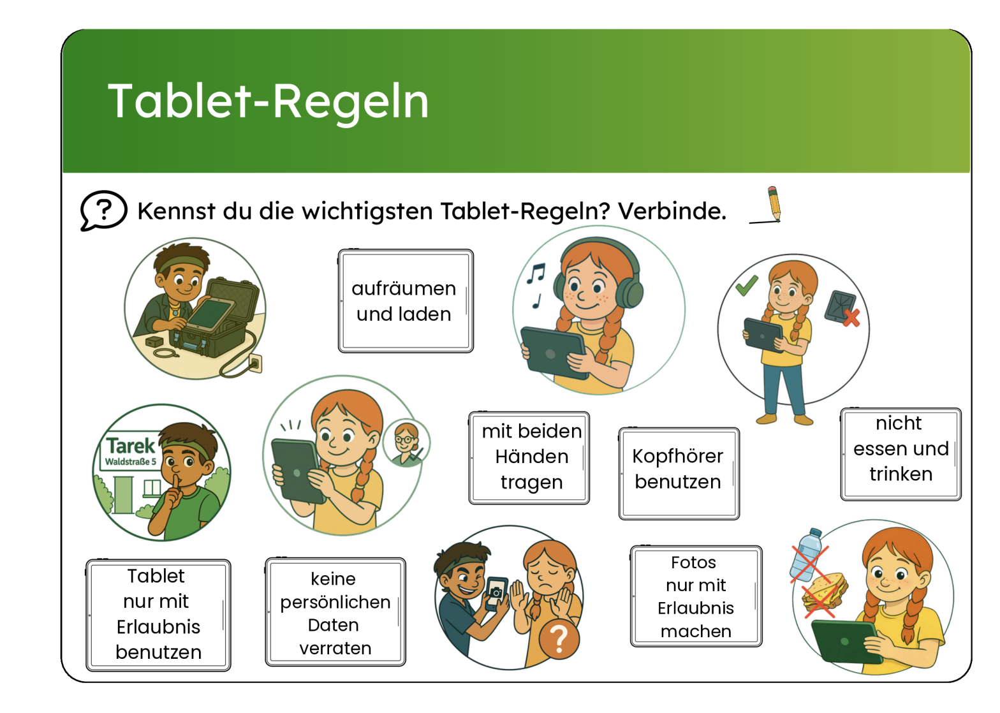 Tablet-Regeln
?
Kennst du die wichtigsten Tablet-Regeln? Verbinde.
aufräumen
und laden
Tarek
Waldstraße 5
mit beiden
Händen
tragen
Kopfhörer
benutzen
nicht
essen und
trinken
Tablet
nur mit
Erlaubnis
benutzen
keine
persönlichen
Daten
verraten
?
Fotos
nur mit
Erlaubnis
machen